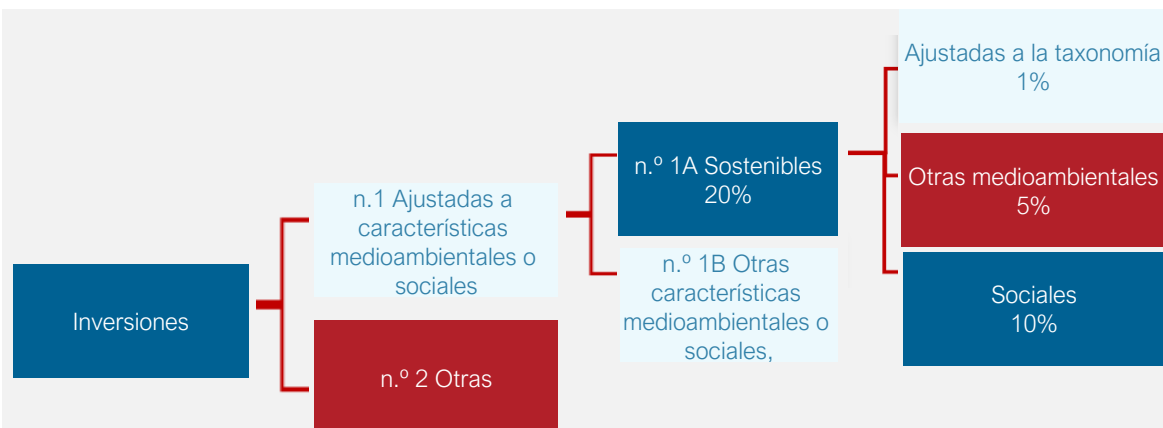 Inversiones
n.1 Ajustadas a
características
medioambientales o
sociales
n.º 2 Otras
n.º 1A Sostenibles
20%
n.º 1B Otras
características
medioambientales o
sociales,
Ajustadas a la taxonomía
1%
Otras medioambientales
5%
Sociales
10%